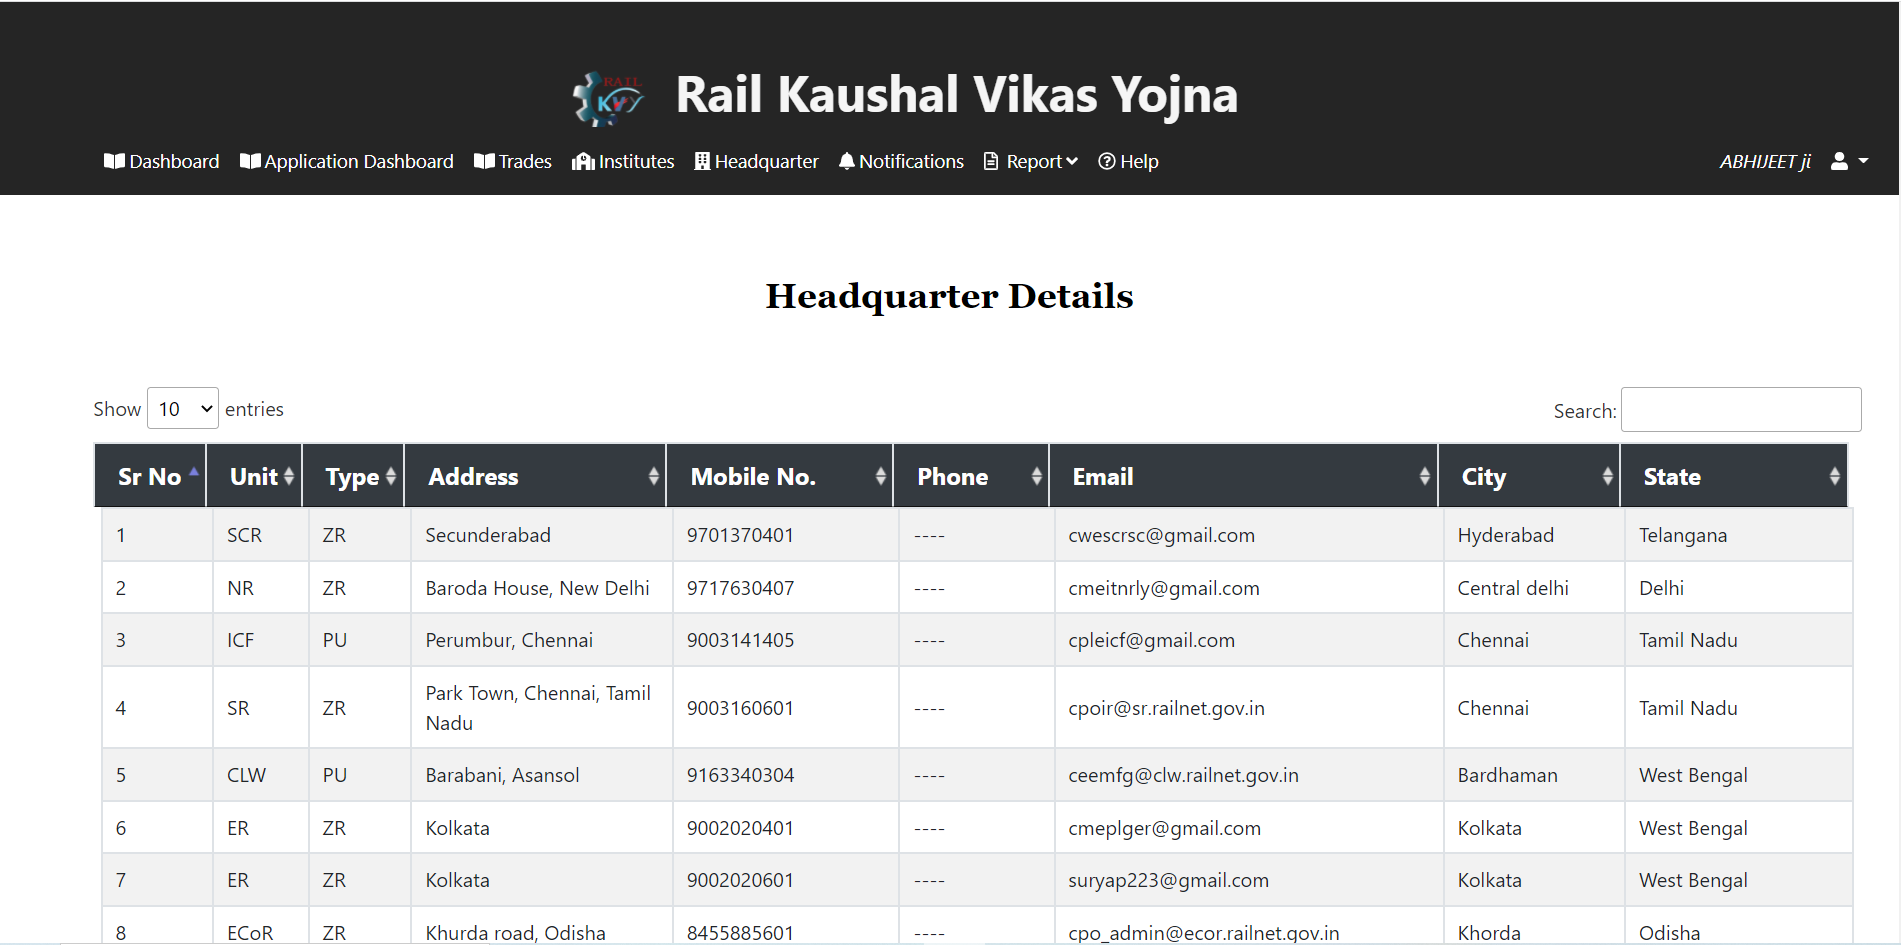 RAIL
KVY
Rail Kaushal Vikas Yojna
Dashboard Application Dashboard Trades Institutes Headquarter Notifications Report Help ABHIJEET ji
Headquarter Details
Show 10 entries Search:
Sr No Unit Type Address Mobile No. Phone Email City State
1 SCR ZR Secunderabad 9701370401 ---- cwescrsc@gmail.com Hyderabad Telangana
2 NR ZR Baroda House, New Delhi 9717630407 ---- cmeitnrly@gmail.com Central delhi Delhi
3 ICF PU Perumbur, Chennai 9003141405 ---- cpleicf@gmail.com Chennai Tamil Nadu
4 SR ZR Park Town, Chennai, Tamil
Nadu 9003160601 ---- cpoir@sr.railnet.gov.in Chennai Tamil Nadu
5 CLW PU Barabani, Asansol 9163340304 ---- ceemfg@clw.railnet.gov.in Bardhaman West Bengal
6 ER ZR Kolkata 9002020401 ---- cmeplger@gmail.com Kolkata West Bengal
7 ER ZR Kolkata 9002020601 ---- suryap223@gmail.com Kolkata West Bengal
8 ECoR ZR Khurda road, Odisha 8455885601 ---- cpo_admin@ecor.railnet.gov.in Khorda Odisha